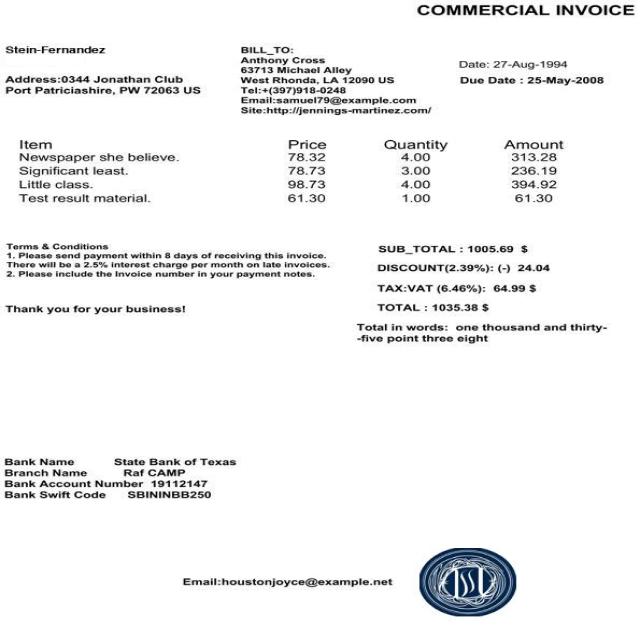 COMMERCIAL INVOICE
Stein-Fernandez
Address:0344 Jonathan Club
Port Patriciashire, PW 72063 US
BILL_TO:
Anthony Cross
63713 Michael Alley
West Rhonda, LA 12090 US
Tel:+(397)918-0248
Email:samuel79@example.com
Site:http://jennings-martinez.com/
Date: 27-Aug-1994
Due Date : 25-May-2008
Item Price Quantity Amount
Newspaper she believe. 78.32 4.00 313.28
Significant least. 78.73 3.00 236.19
Little class. 98.73 4.00 394.92
Test result material. 61.30 1.00 61.30
Terms & Conditions
1. Please send payment within 8 days of receiving this invoice.
There will be a 2.5% interest charge per month on late invoices.
2. Please include the Invoice number in your payment notes.
Thank you for your business!
SUB_TOTAL : 1005.69 $
DISCOUNT(2.39%): (-) 24.04
TAX:VAT (6.46%): 64.99 $
TOTAL : 1035.38 $
Total in words: one thousand and thirty-
-five point three eight
Bank Name State Bank of Texas
Branch Name Raf CAMP
Bank Account Number 19112147
Bank Swift Code SBININBB250
Email:houstonjoyce@example.net